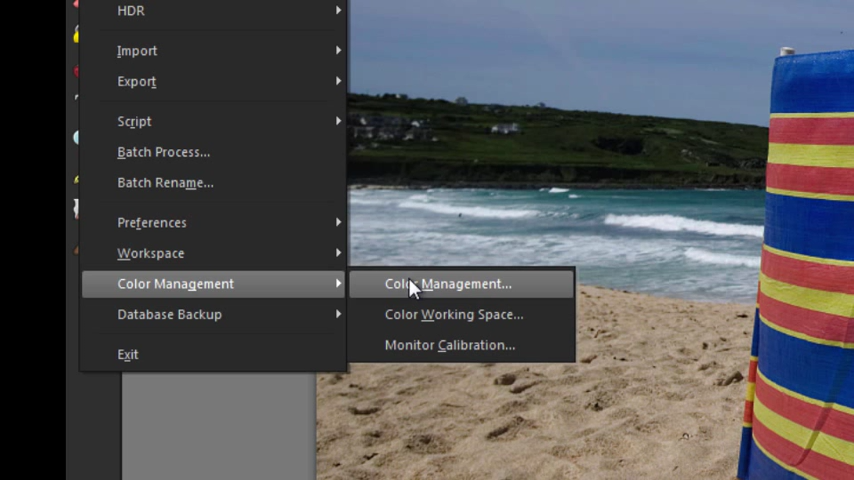 HDR
Import
Export
Script
Batch Process...
Batch Rename...
Preferences
Workspace
Color Management
Database Backup
Exit
Color Management...
Color Working Space...
Monitor Calibration...